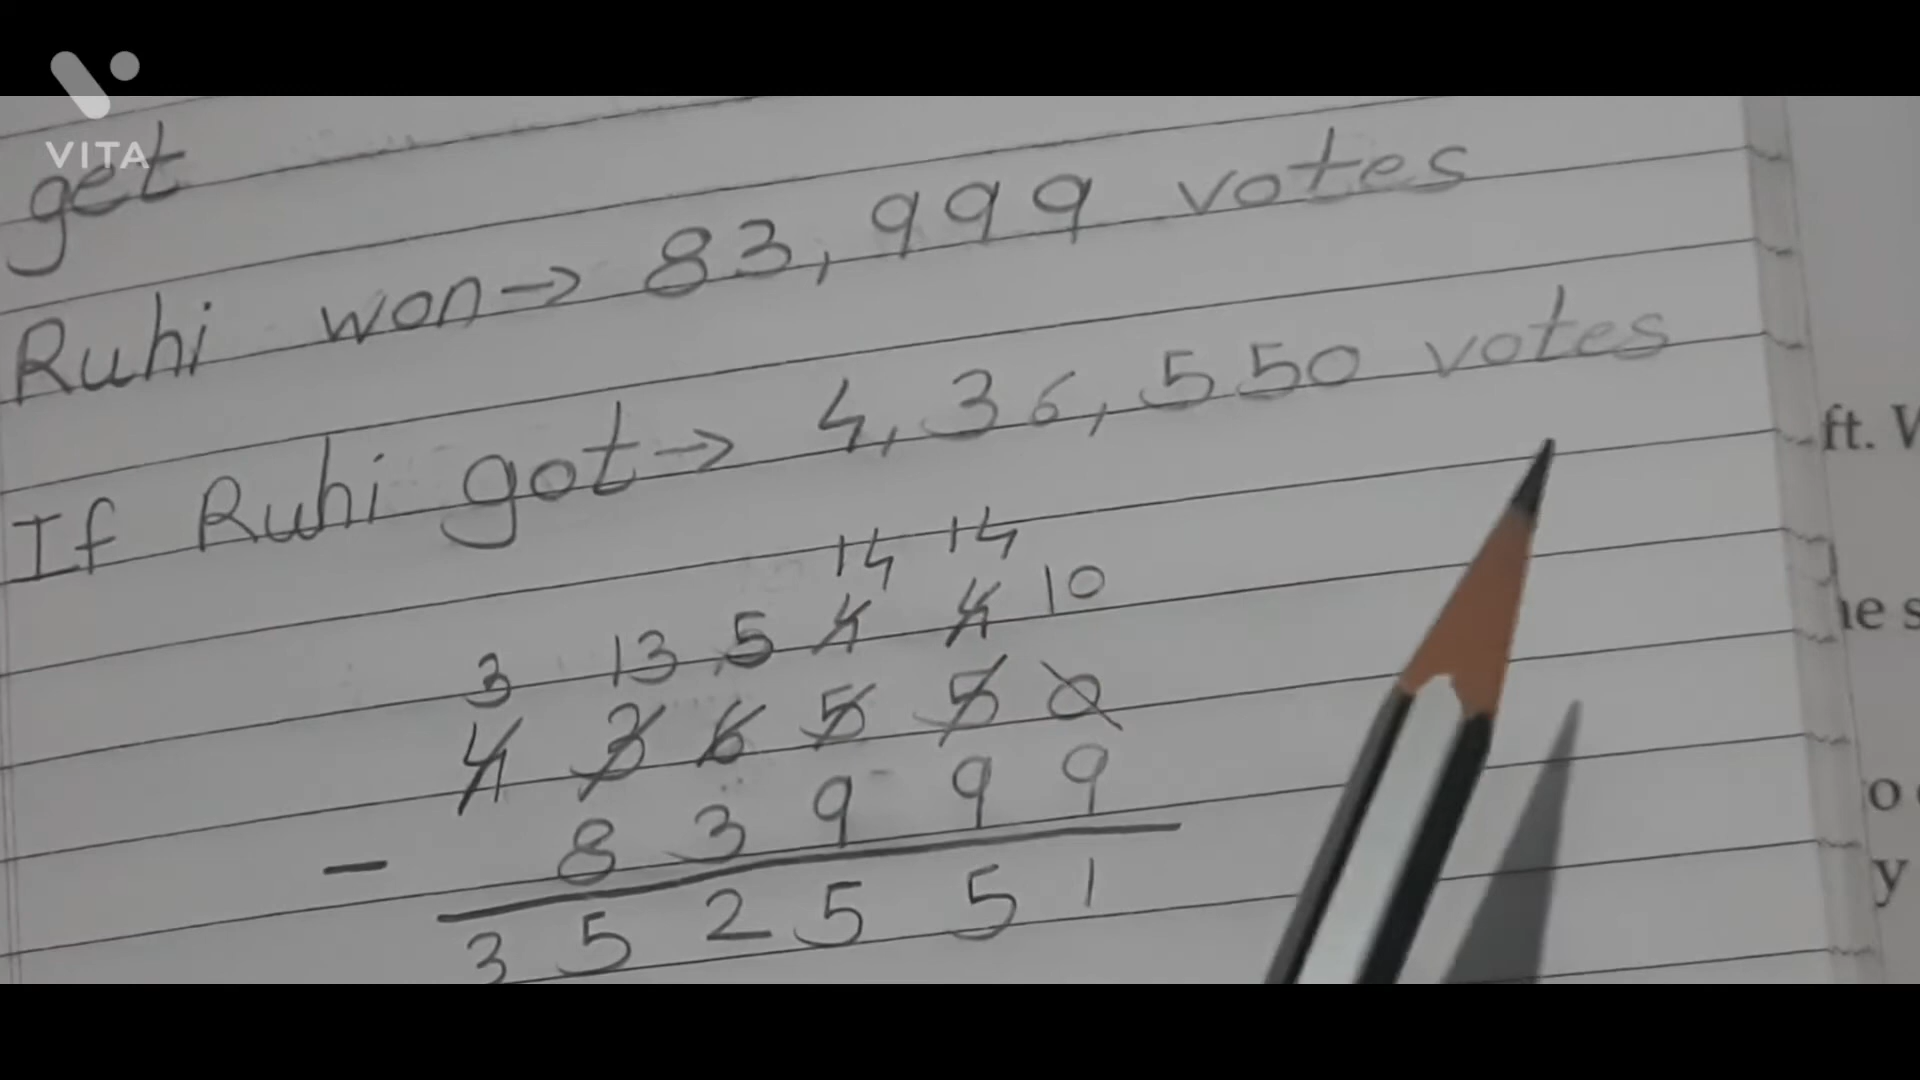 VITA
get
Ruhi won→ 83,999 votes
If Ruhi got→ 4,36,550 votes
14 14
3 13 5 4 4 10
4 3 6 5 5 0
- 8 3 9 9 9
3 5 2 5 5 1
ft.